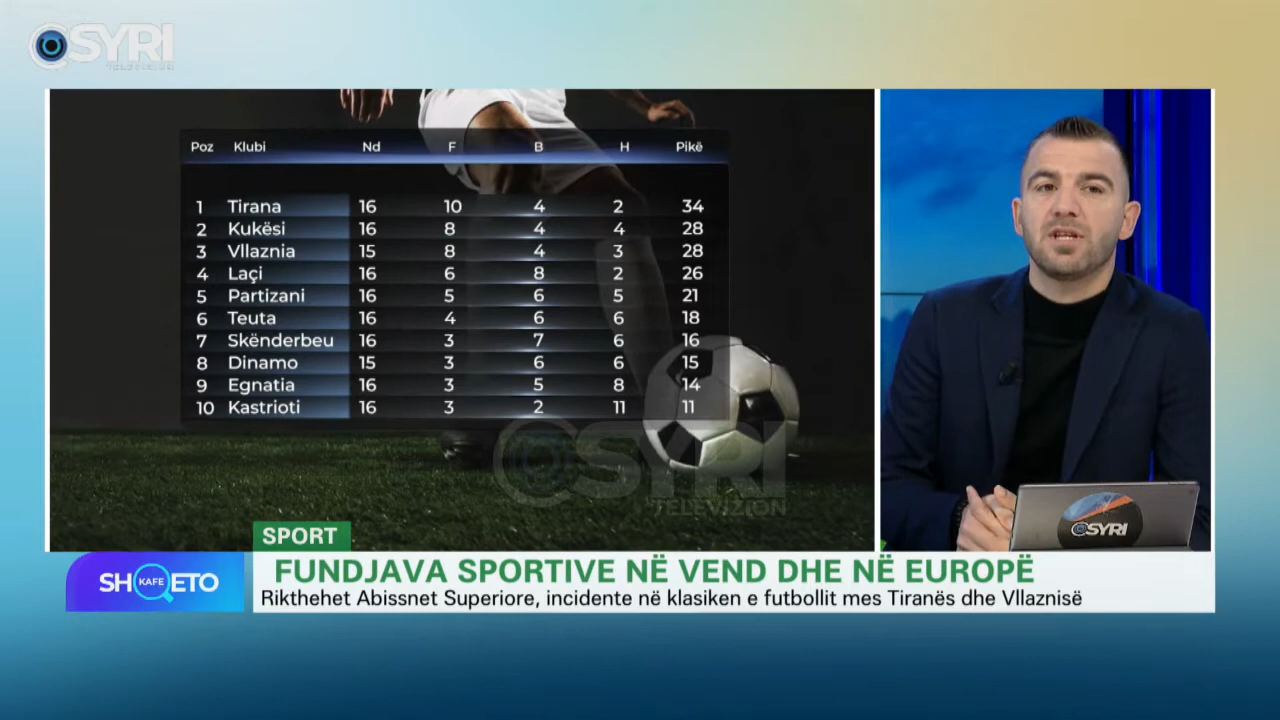 SYRI
TELEVIZION
Poz Klubi Nd F B H Pikë
1 Tirana 16 10 4 2 34
2 Kukësi 16 8 4 4 28
3 Vllaznia 15 8 4 3 28
4 Laçi 16 6 8 2 26
5 Partizani 16 5 6 5 21
6 Teuta 16 4 6 6 18
7 Skënderbeu 16 3 7 6 16
8 Dinamo 15 3 6 6 15
9 Egnatia 16 3 5 8 14
10 Kastrioti 16 3 2 11 11
SYRI
TELEVIZION
SYRI
SPORT
SHQETO
KAFE
FUNDJAVA SPORTIVE NË VEND DHE NË EUROPË
Rikthehet Abissnet Superiore, incidente në klasiken e futbollit mes Tiranës dhe Vllaznisë